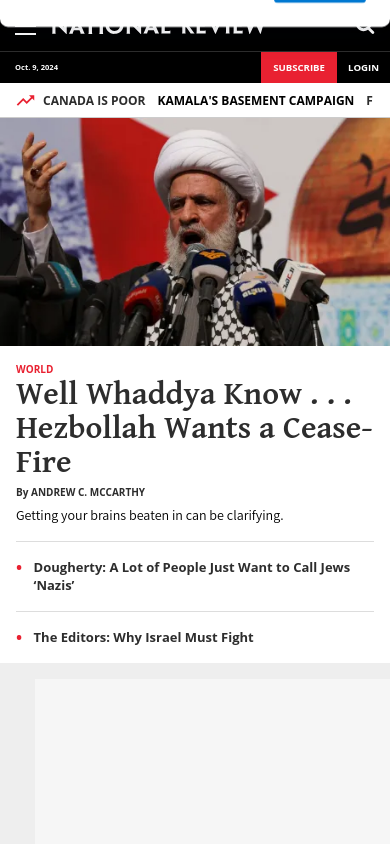 NATIONAL REVIEW
Oct. 9, 2024
SUBSCRIBE
LOGIN
CANADA IS POOR KAMALA'S BASEMENT CAMPAIGN F
WORLD
Well Whaddya Know . . .
Hezbollah Wants a Cease-
Fire
By ANDREW C. MCCARTHY
Getting your brains beaten in can be clarifying.
• Dougherty: A Lot of People Just Want to Call Jews
‘Nazis’
• The Editors: Why Israel Must Fight